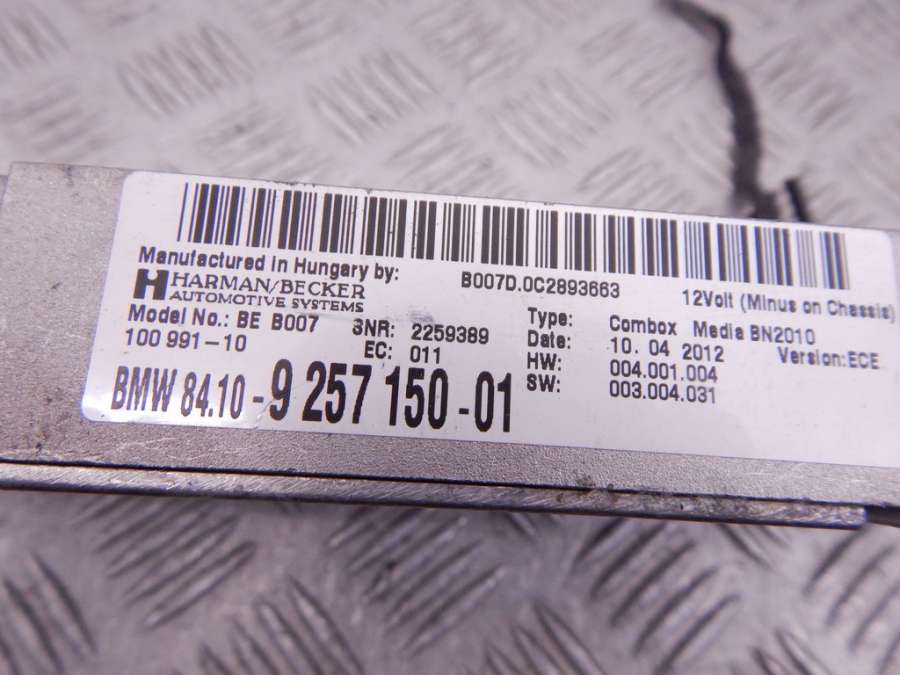 Manufactured in Hungary by:
HARMAN/BECKER
AUTOMOTIVE SYSTEMS
Model No.: BE B007
100 991-10
SNR: 2259389
EC: 011
BMW 84.10 - 9 257 150 - 01
B007D.0C2893663
12Volt (Minus on Chassis)
Type: Combox Media BN2010
Date: 10. 04 2012
Version: ECE
HW: 004.001.004
SW: 003.004.031